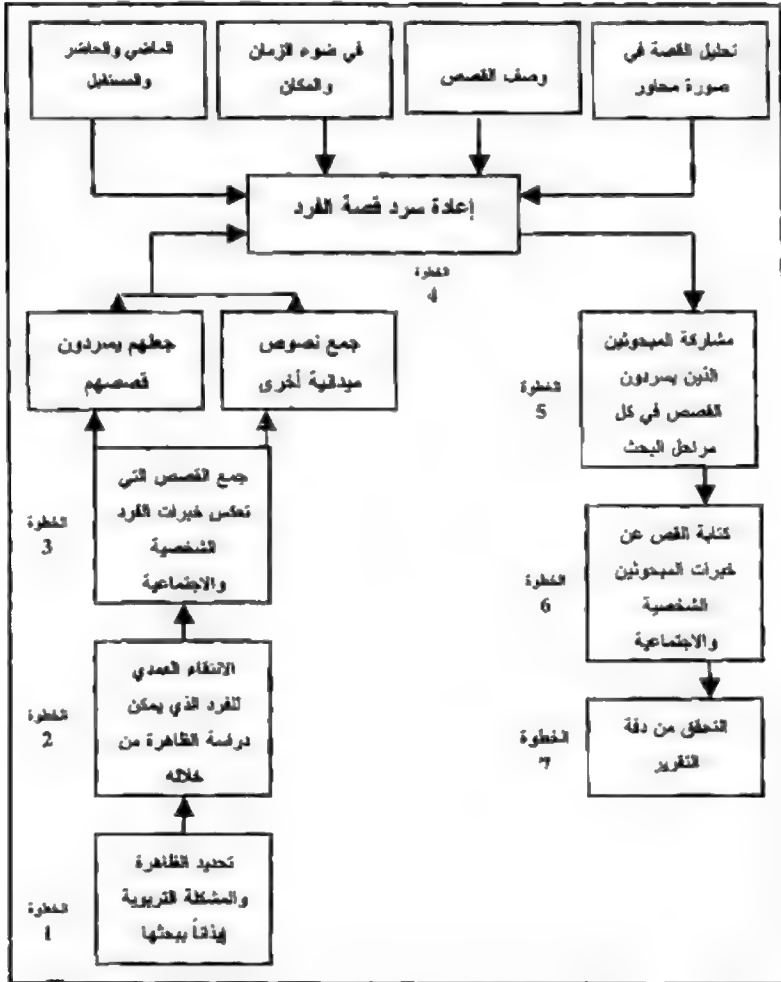 تحليل القصة في
صورة محاور
وصف القصص
في ضوء الزمان
والمكان
الماضي والحاضر
والمستقبل
إعادة سرد قصة الفرد
الخطوة
4
جعلهم يسردون
قصصهم
جمع نصوص
ميدانية أخرى
مشاركة المبحوثين
الذين يسردون
القصص في كل
مراحل البحث
الخطوة
5
جمع القصص التي
تعكس خبرات الفرد
الشخصية
والاجتماعية
الخطوة
3
كتابة القص عن
خبرات المبحوثين
الشخصية
والاجتماعية
الخطوة
6
الانتقاء العمدي
للفرد الذي يمكن
دراسة الظاهرة من
خلاله
الخطوة
2
التحقق من دقة
التقرير
الخطوة
7
تحديد الظاهرة
والمشكلة التربوية
إيذاناً ببحثها
الخطوة
1